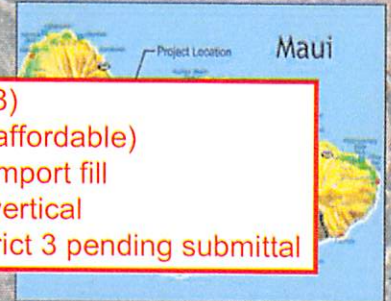 Project Location
Maui
3)
affordable)
mport fill
vertical
rict 3 pending submittal